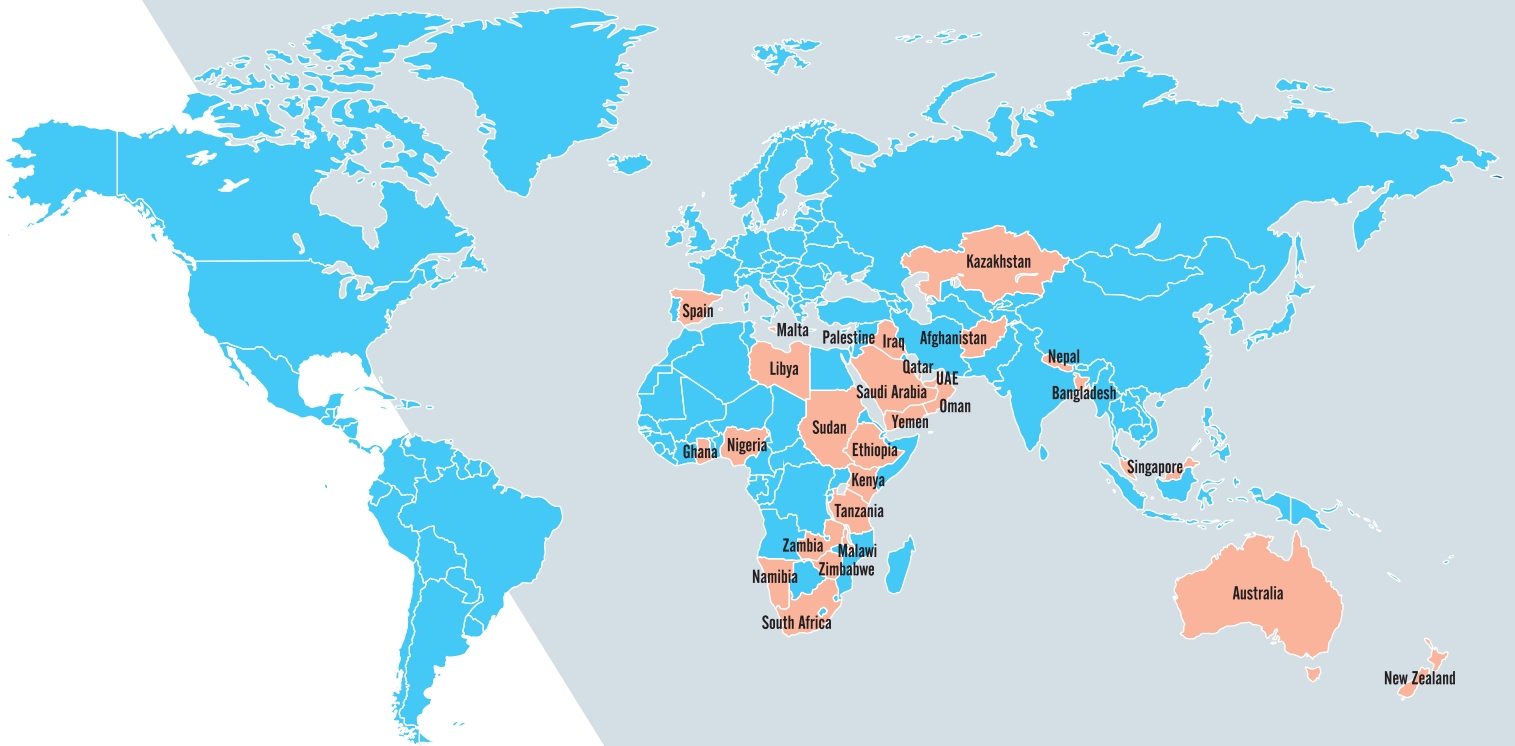 Kazakhstan
Spain
Malta
Palestine
Iraq
Afghanistan
Nepal
Libya
Qatar
UAE
Saudi Arabia
Bangladesh
Oman
Yemen
Sudan
Nigeria
Ghana
Ethiopia
Singapore
Kenya
Tanzania
Zambia
Malawi
Zimbabwe
Namibia
Australia
South Africa
New Zealand